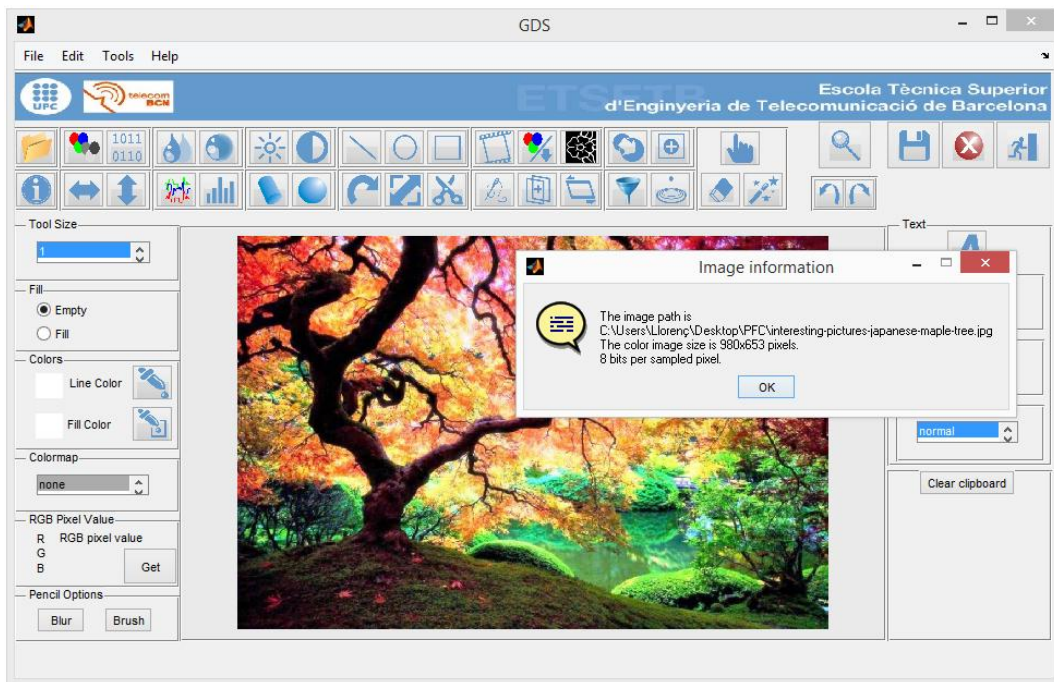 GDS
File Edit Tools Help
UPC
telecom
BCN
ETSETB
Escola Tècnica Superior
d'Enginyeria de Telecomunicació de Barcelona
1011
0110
Tool Size
1
Fill
Empty
Fill
Colors
Line Color
Fill Color
Colormap
none
RGB Pixel Value
R RGB pixel value
G
B
Get
Pencil Options
Blur Brush
Image information
The image path is
C:\Users\Llorenç\Desktop\PFC\interesting-pictures-japanese-maple-tree.jpg
The color image size is 980x653 pixels.
8 bits per sampled pixel.
OK
Text
A
normal
Clear clipboard